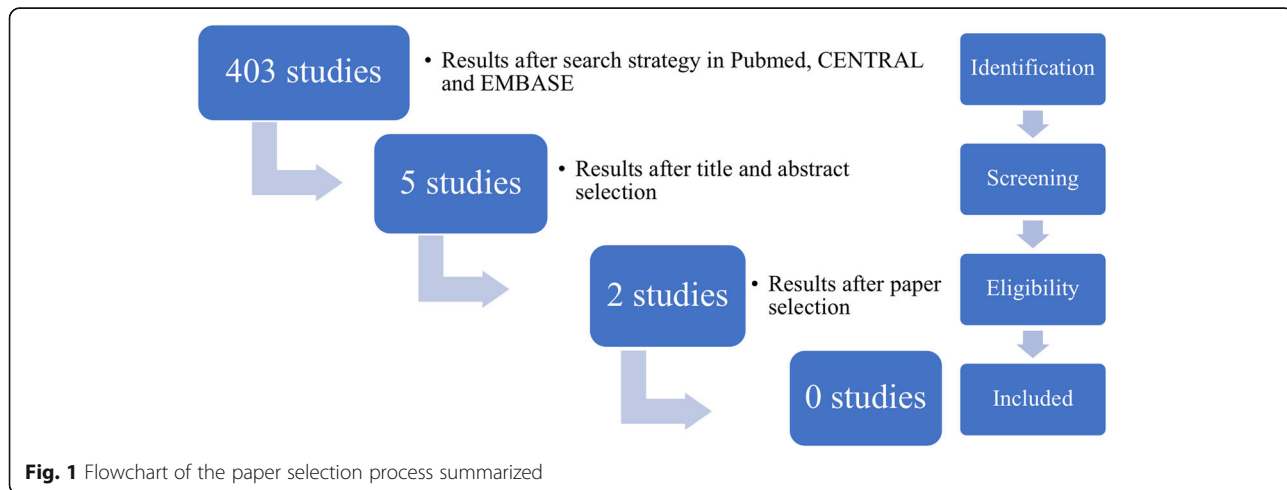 403 studies
• Results after search strategy in Pubmed, CENTRAL
and EMBASE
5 studies
• Results after title and abstract
selection
2 studies
• Results after paper
selection
0 studies
Identification
Screening
Eligibility
Included
Fig. 1 Flowchart of the paper selection process summarized